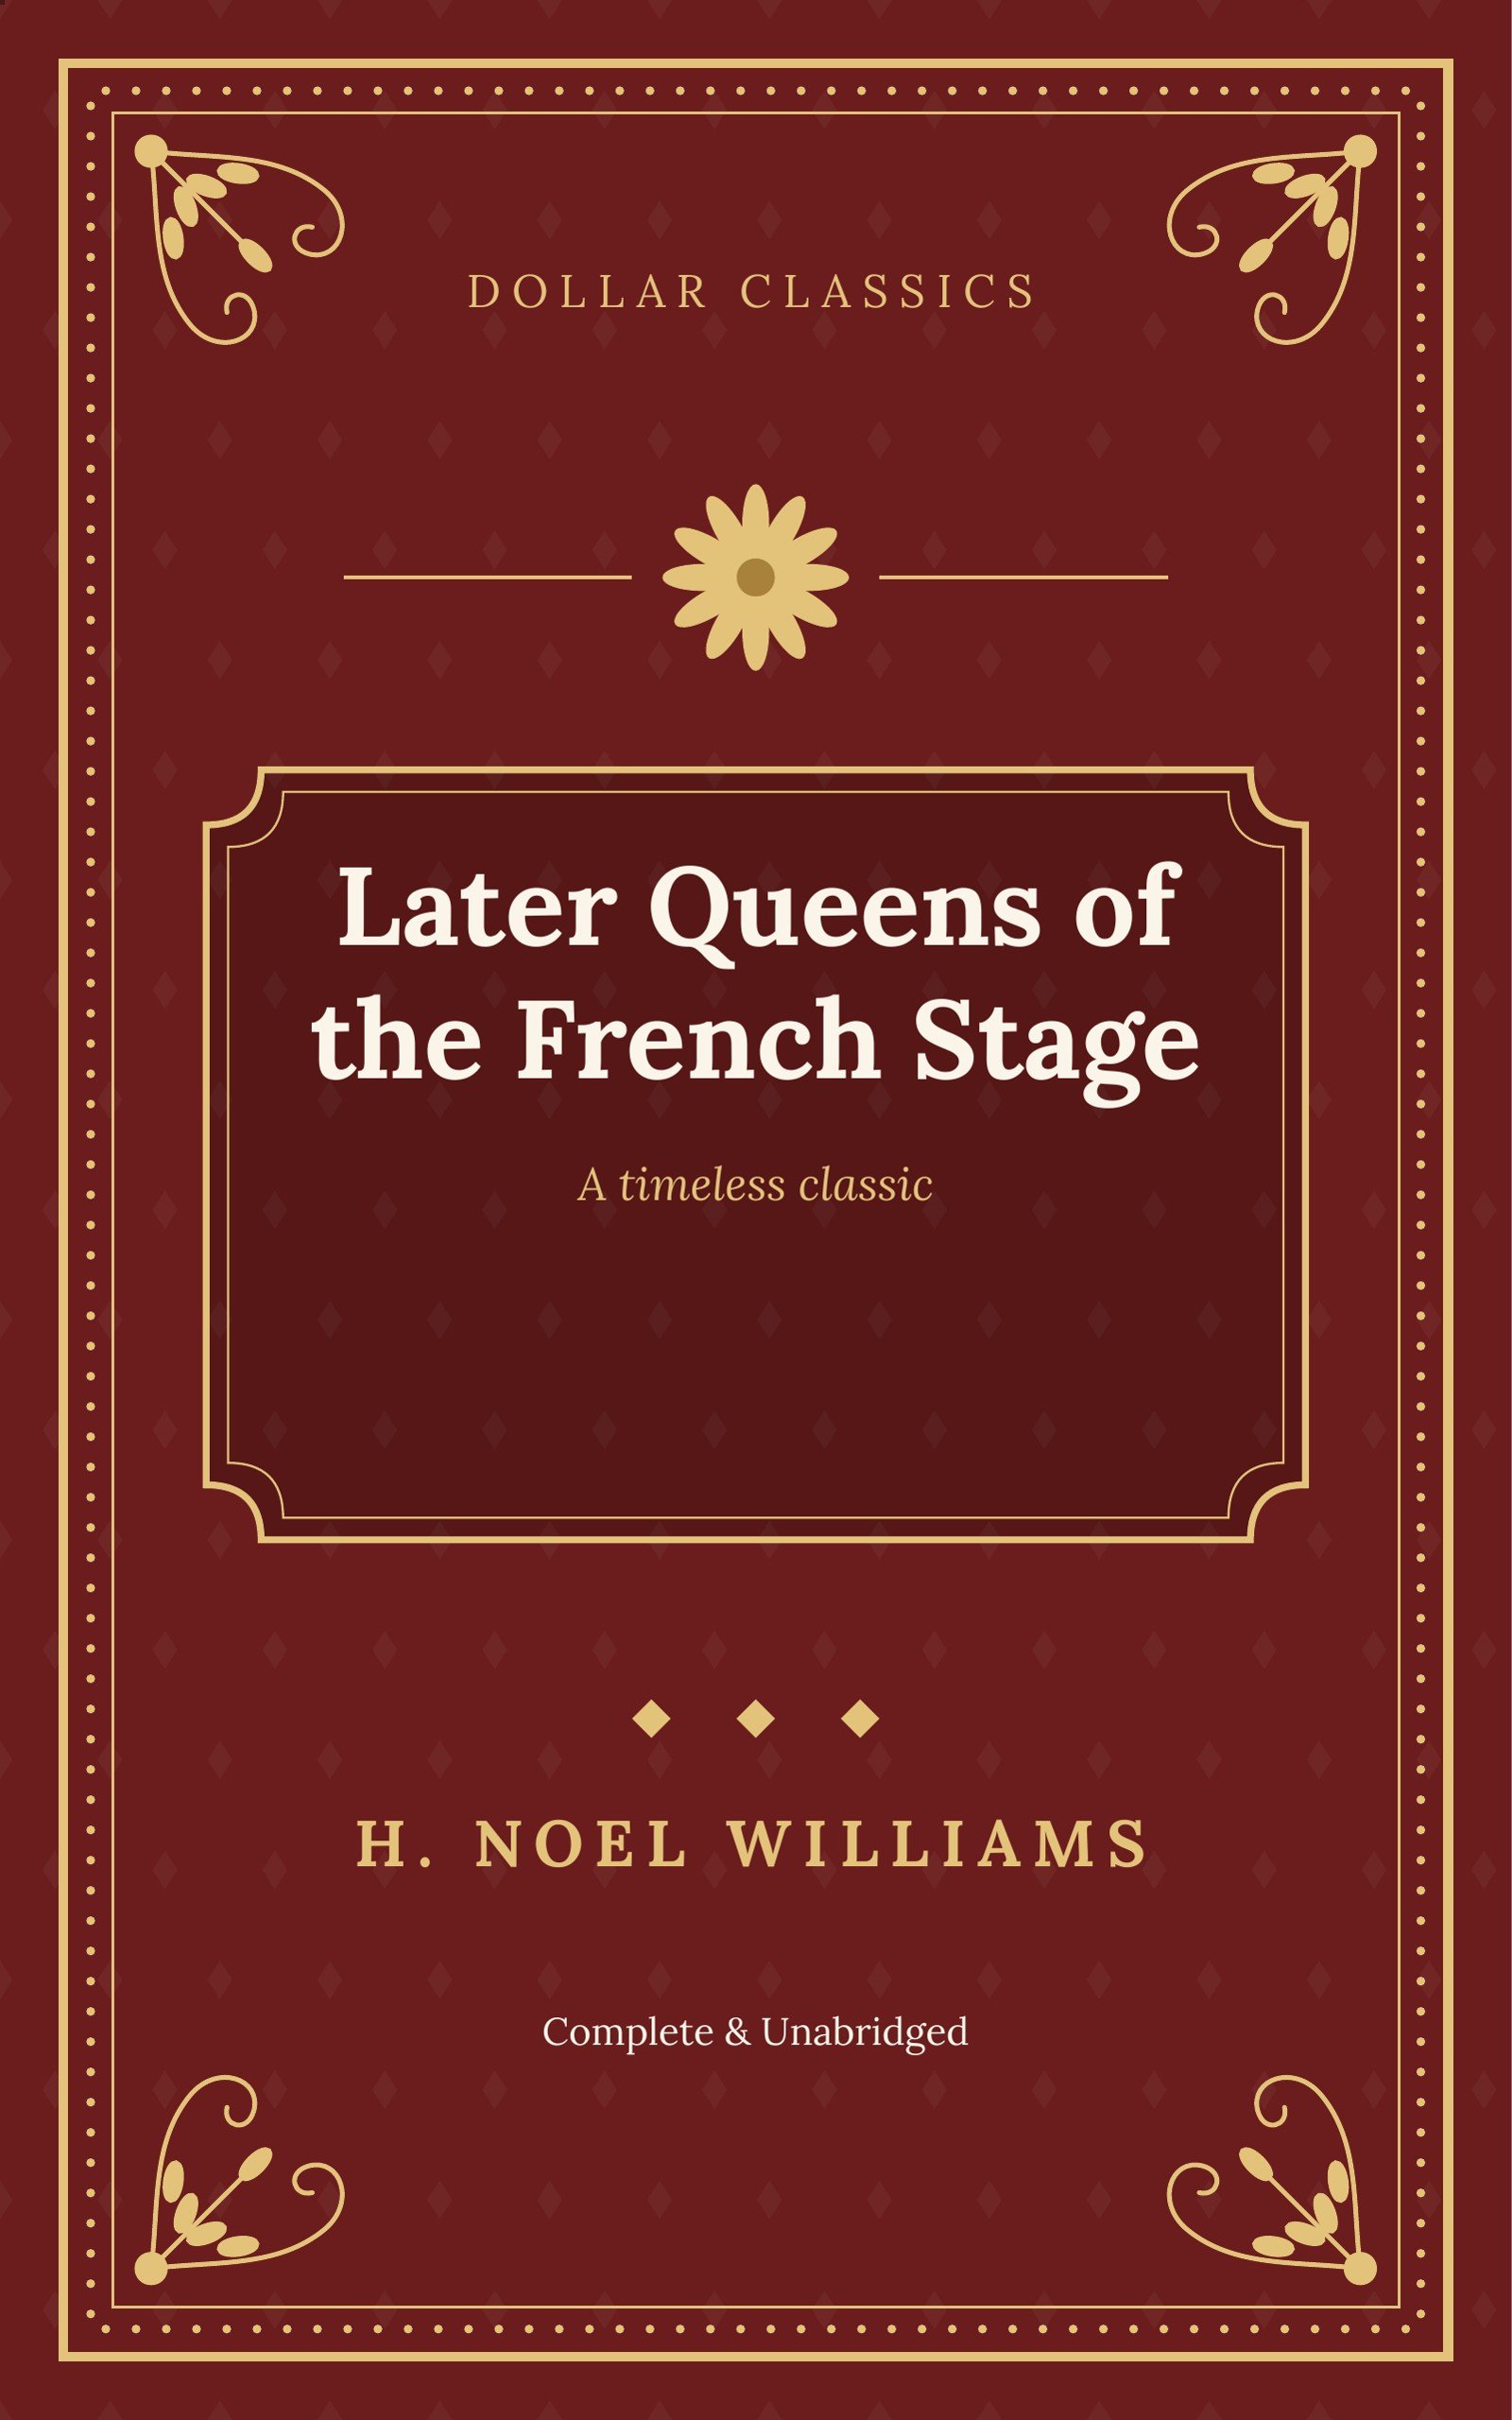 DOLLAR CLASSICS
Later Queens of
the French Stage
A timeless classic
H. NOEL WILLIAMS
Complete & Unabridged